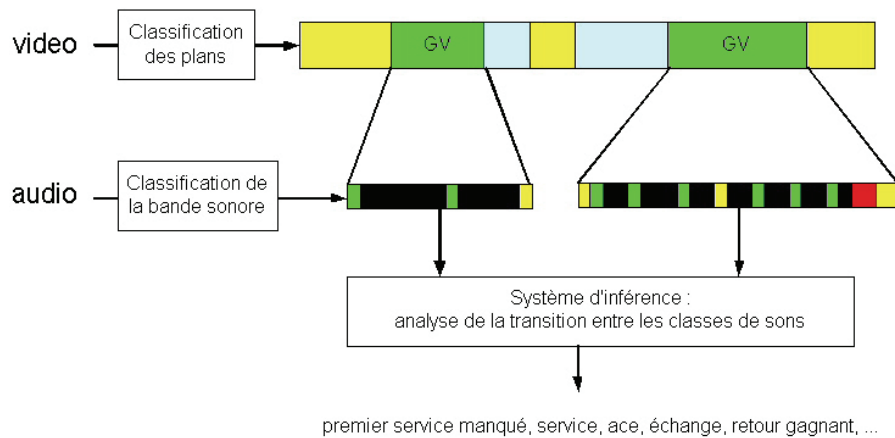 video
Classification
des plans
GV
GV
audio
Classification de
la bande sonore
Système d'inférence :
analyse de la transition entre les classes de sons
premier service manqué, service, ace, échange, retour gagnant, ...